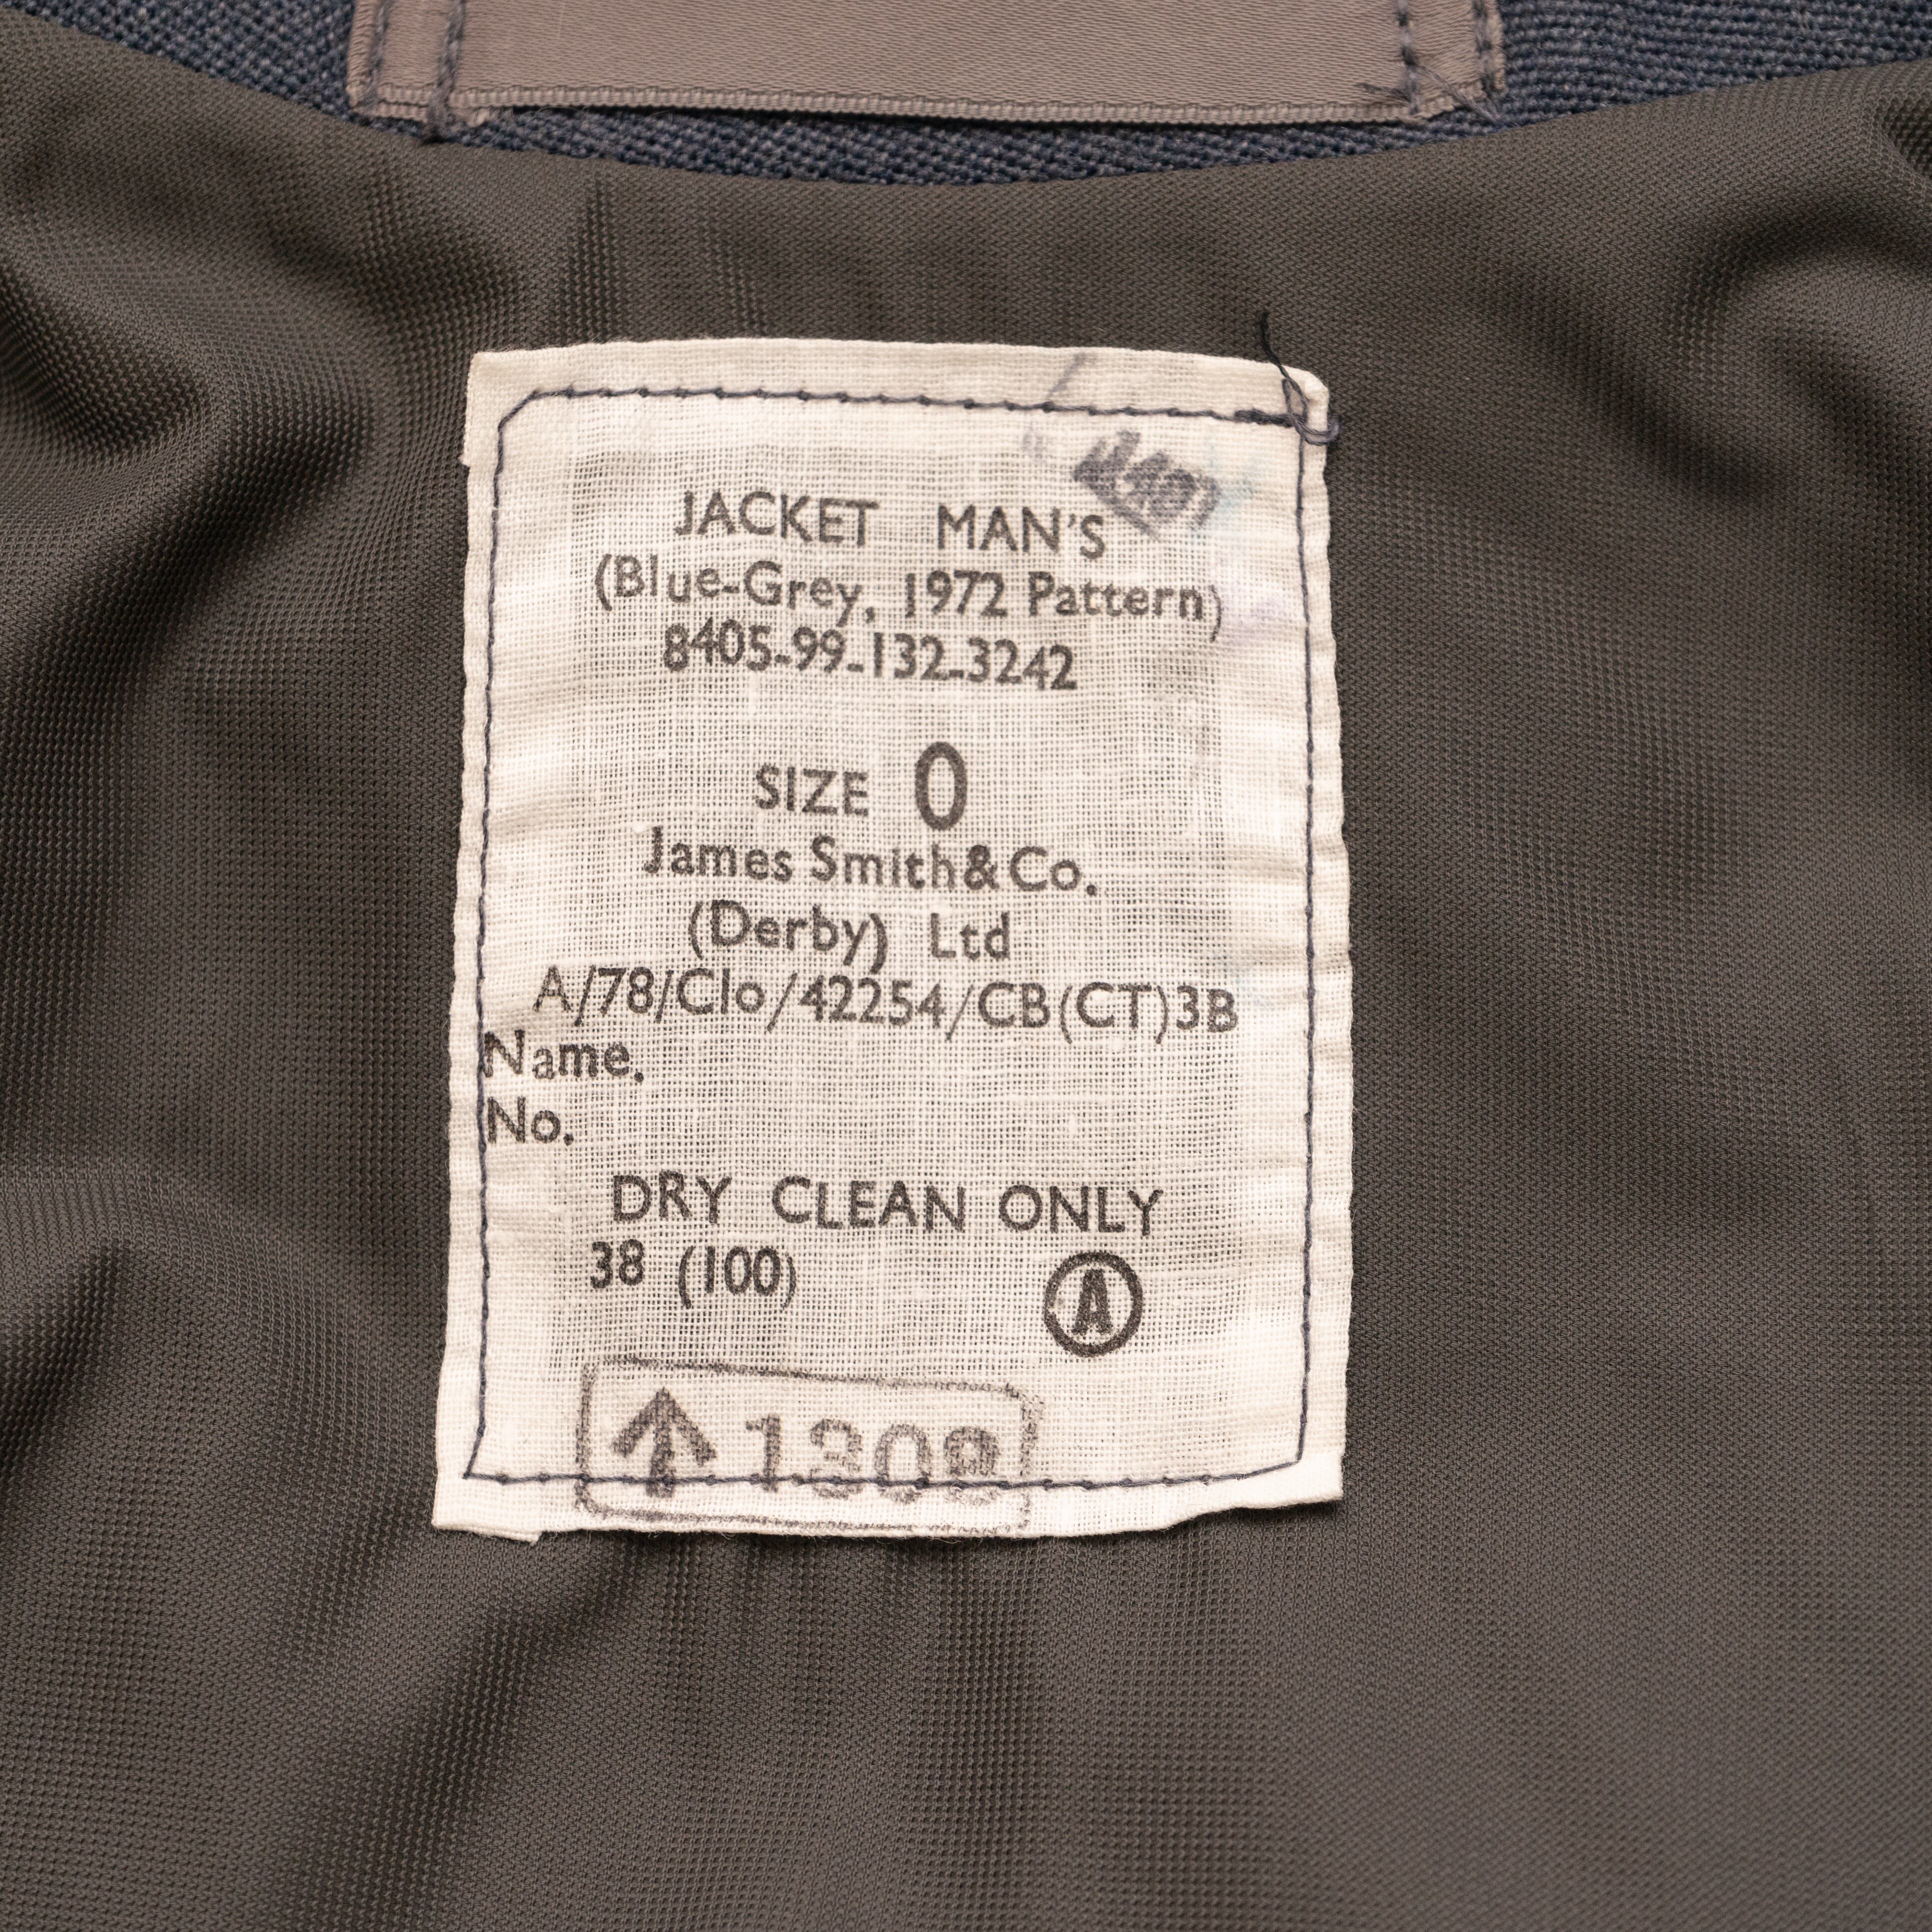 JACKET MAN'S
(Blue-Grey, 1972 Pattern)
8405-99-132-3242
SIZE 0
James Smith & Co.
(Derby) Ltd
A/78/Clo/42254/CB(CT)3B
Name.
No.
DRY CLEAN ONLY
38 (100)
A